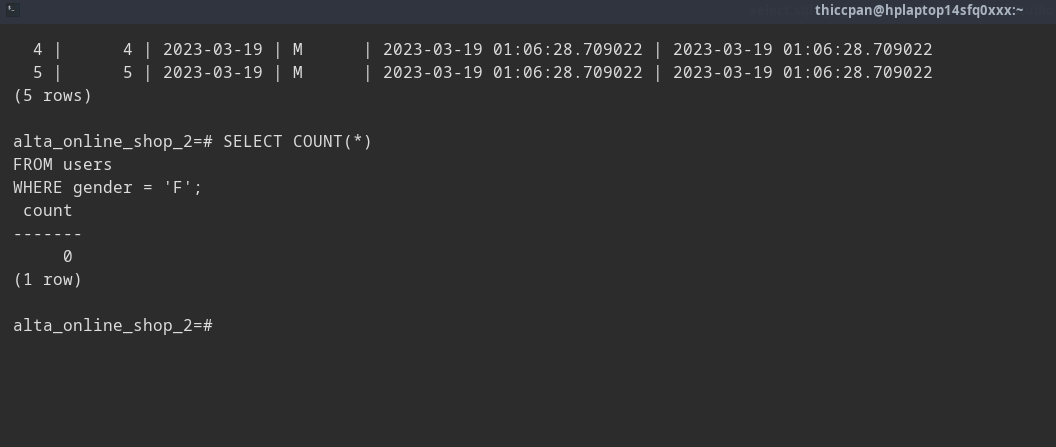 thiccpan@hplaptop14sfq0xxx:~
4 |      4 | 2023-03-19 | M      | 2023-03-19 01:06:28.709022 | 2023-03-19 01:06:28.709022
5 |      5 | 2023-03-19 | M      | 2023-03-19 01:06:28.709022 | 2023-03-19 01:06:28.709022
(5 rows)
alta_online_shop_2=# SELECT COUNT(*)
FROM users
WHERE gender = 'F';
count
-------
0
(1 row)
alta_online_shop_2=#